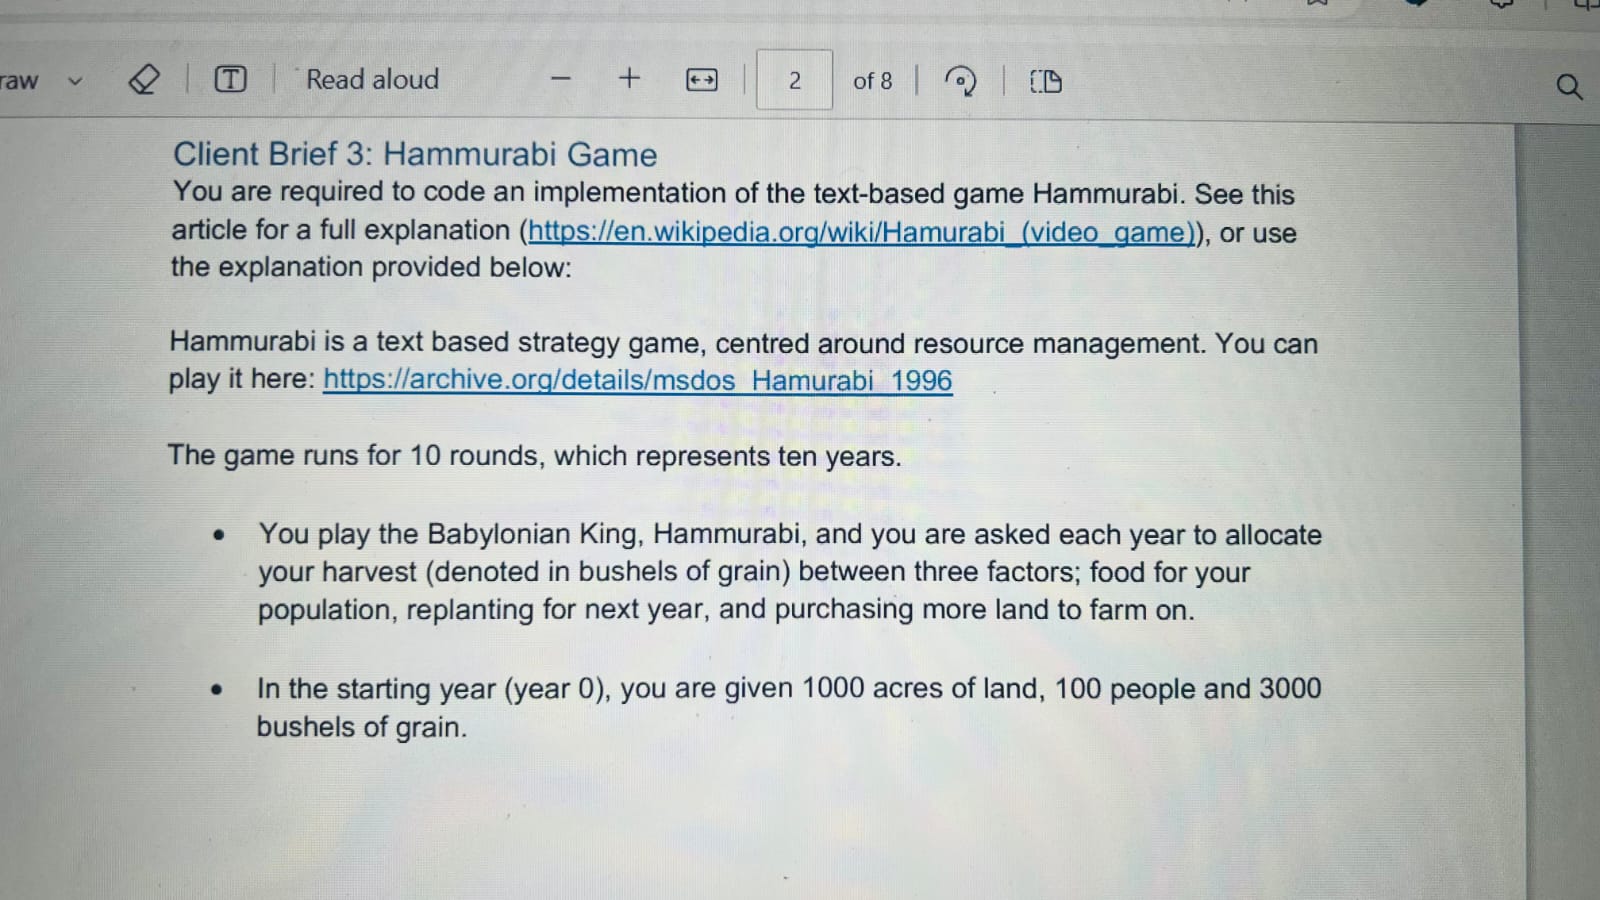 raw
T
Read aloud
2
of 8
Client Brief 3: Hammurabi Game
You are required to code an implementation of the text-based game Hammurabi. See this
article for a full explanation (https://en.wikipedia.org/wiki/Hamurabi_(video_game)), or use
the explanation provided below:
Hammurabi is a text based strategy game, centred around resource management. You can
play it here: https://archive.org/details/msdos_Hamurabi_1996
The game runs for 10 rounds, which represents ten years.
• You play the Babylonian King, Hammurabi, and you are asked each year to allocate
your harvest (denoted in bushels of grain) between three factors; food for your
population, replanting for next year, and purchasing more land to farm on.
• In the starting year (year 0), you are given 1000 acres of land, 100 people and 3000
bushels of grain.